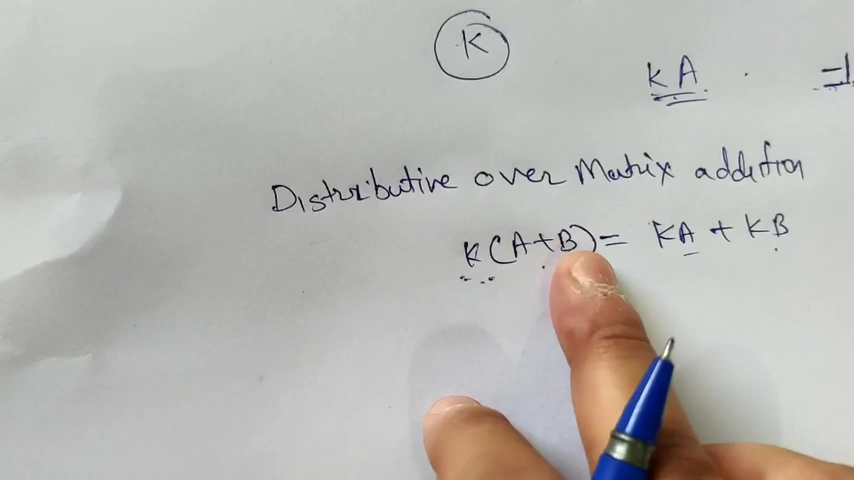 K
KA
Distributive over Matrix addition
K(A+B)= KA + KB